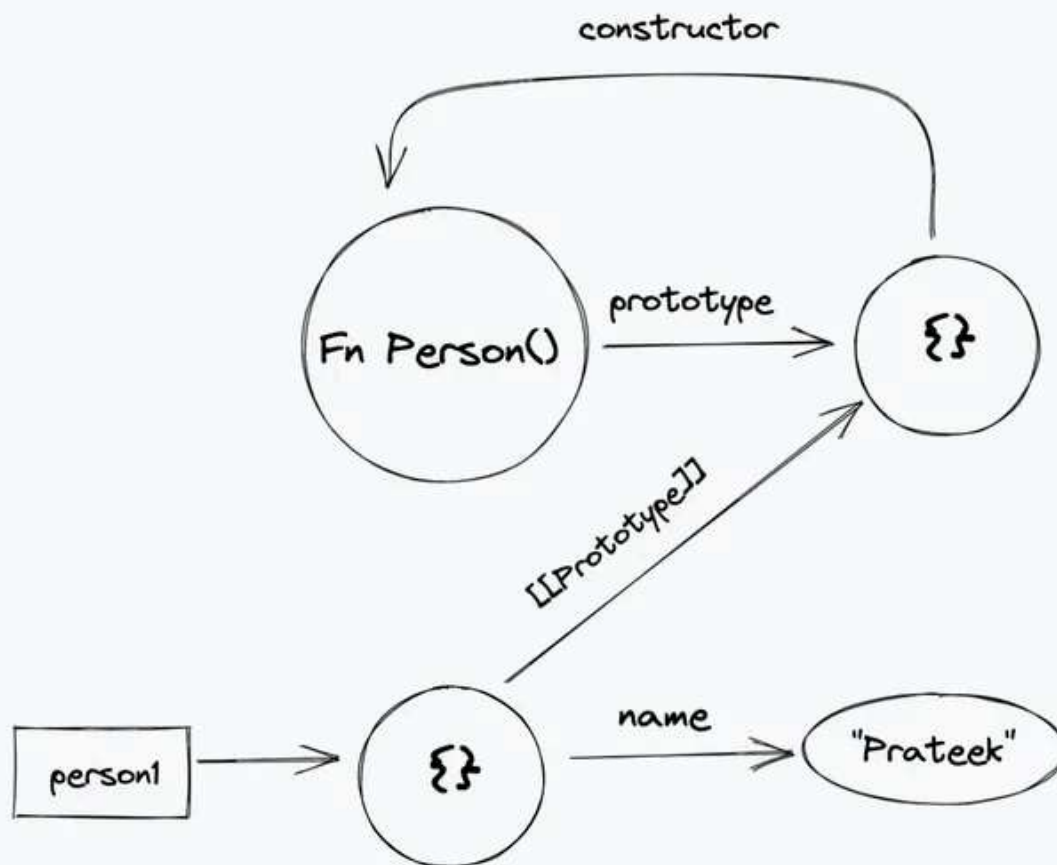 constructor
Fn Person()
prototype
{}
[[Prototype]]
person1
{}
name
"Prateek"